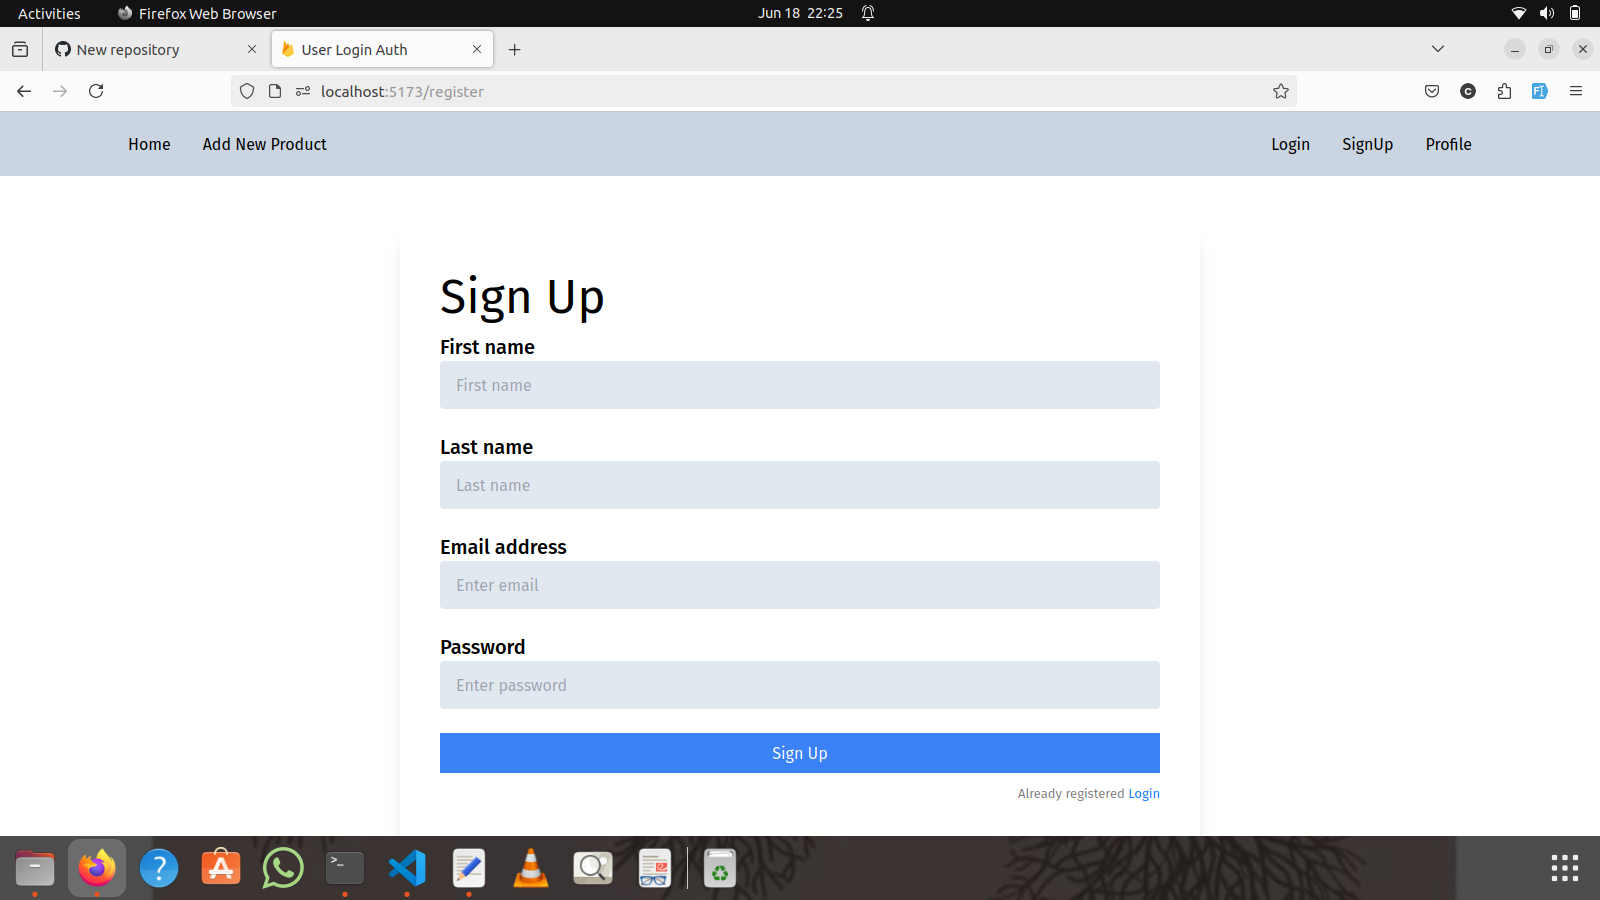 Activities Firefox Web Browser Jun 18 22:25
New repository User Login Auth
localhost:5173/register
Home Add New Product Login SignUp Profile
Sign Up
First name
First name
Last name
Last name
Email address
Enter email
Password
Enter password
Sign Up
Already registered Login